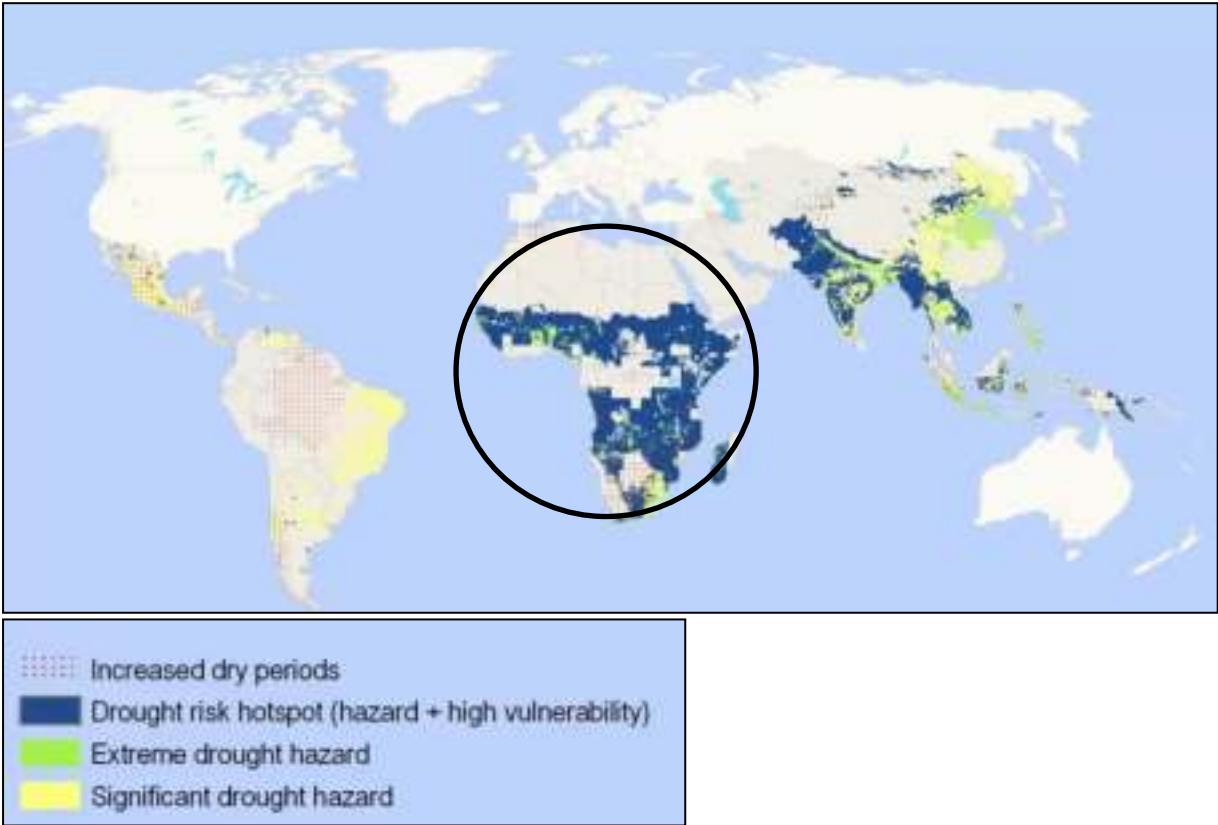 Increased dry periods
Drought risk hotspot (hazard + high vulnerability)
Extreme drought hazard
Significant drought hazard